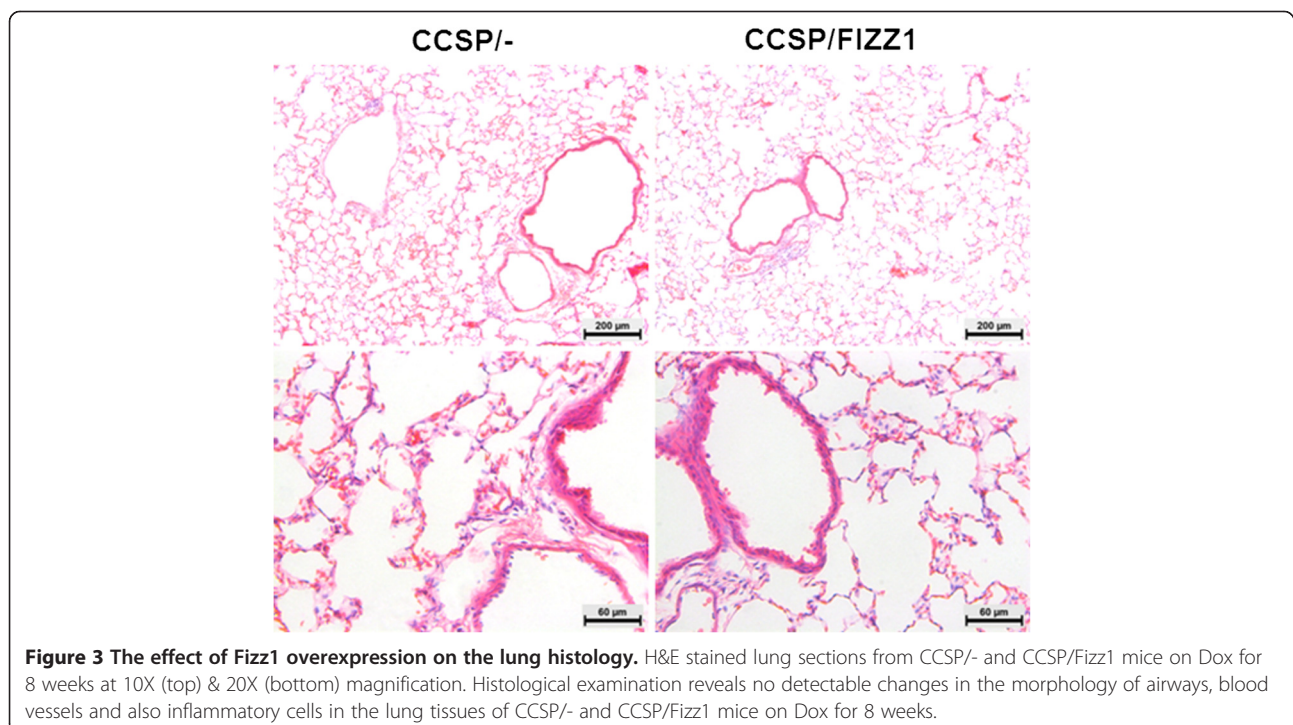 CCSP/-
CCSP/FIZZ1
200 µm
200 µm
60 µm
60 µm
Figure 3 The effect of Fizz1 overexpression on the lung histology. H&E stained lung sections from CCSP/- and CCSP/Fizz1 mice on Dox for
8 weeks at 10X (top) & 20X (bottom) magnification. Histological examination reveals no detectable changes in the morphology of airways, blood
vessels and also inflammatory cells in the lung tissues of CCSP/- and CCSP/Fizz1 mice on Dox for 8 weeks.